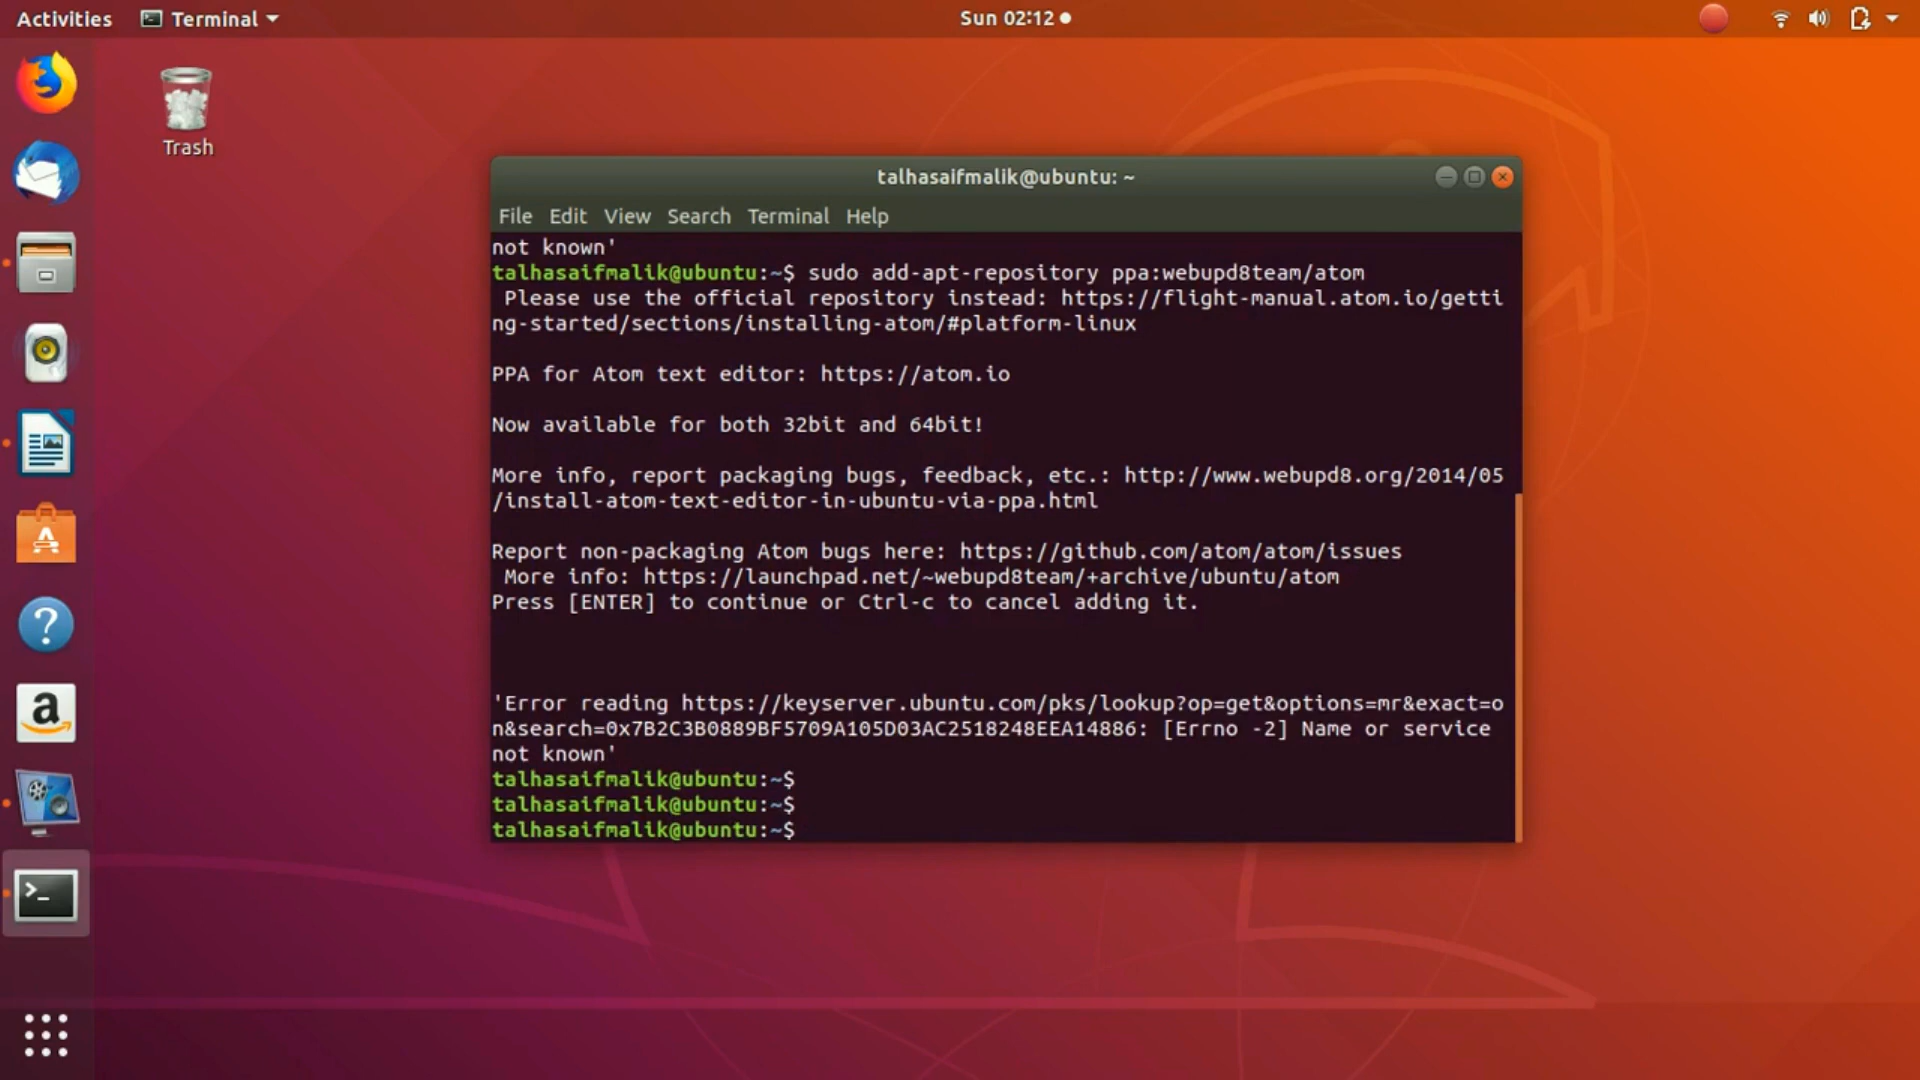 Activities
Terminal
Sun 02:12
Trash
talhasaifmalik@ubuntu: ~
File Edit View Search Terminal Help
not known'
talhasaifmalik@ubuntu:~$ sudo add-apt-repository ppa:webupd8team/atom
Please use the official repository instead: https://flight-manual.atom.io/getti
ng-started/sections/installing-atom/#platform-linux
PPA for Atom text editor: https://atom.io
Now available for both 32bit and 64bit!
More info, report packaging bugs, feedback, etc.: http://www.webupd8.org/2014/05
/install-atom-text-editor-in-ubuntu-via-ppa.html
Report non-packaging Atom bugs here: https://github.com/atom/atom/issues
More info: https://launchpad.net/~webupd8team/+archive/ubuntu/atom
Press [ENTER] to continue or Ctrl-c to cancel adding it.
'Error reading https://keyserver.ubuntu.com/pks/lookup?op=get&options=mr&exact=o
n&search=0x7B2C3B0889BF5709A105D03AC2518248EEA14886: [Errno -2] Name or service
not known'
talhasaifmalik@ubuntu:~$
talhasaifmalik@ubuntu:~$
talhasaifmalik@ubuntu:~$